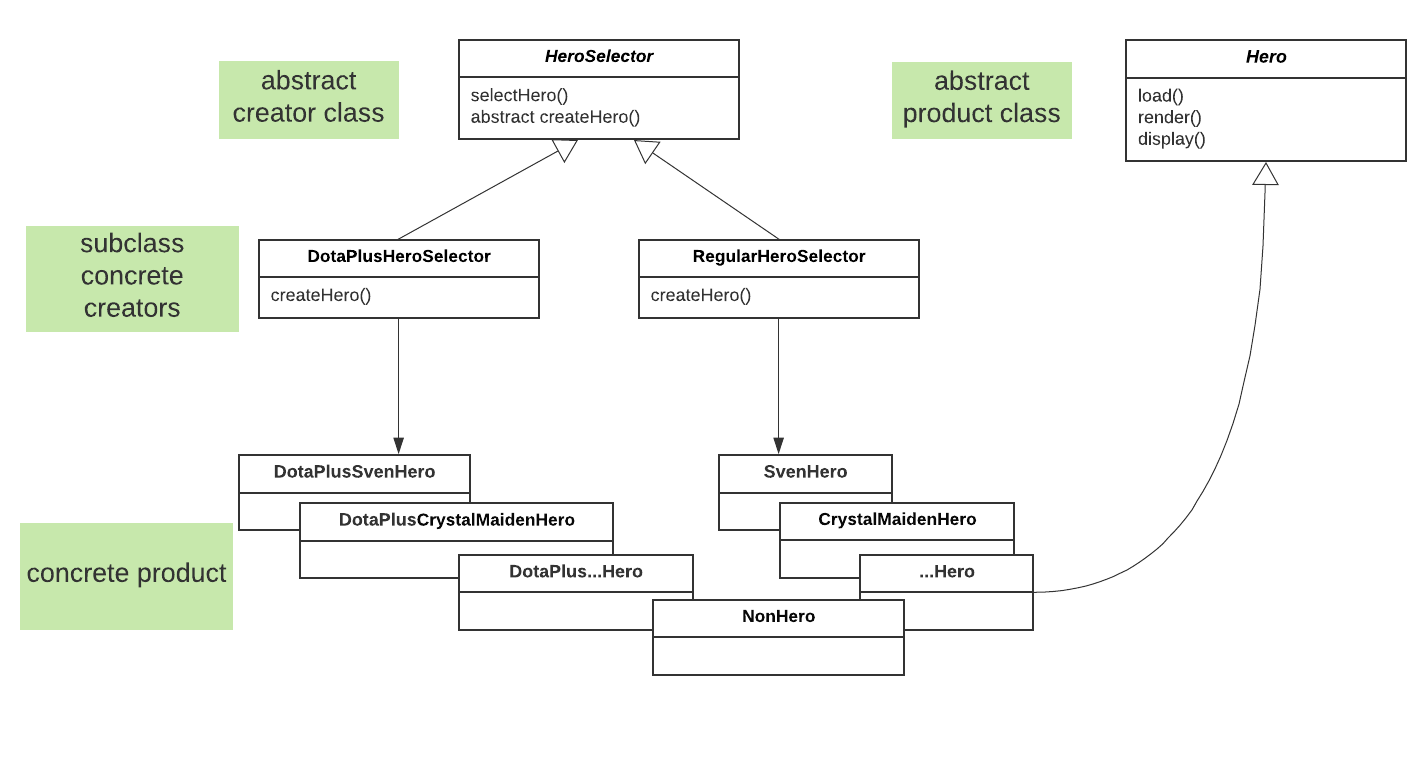 HeroSelector
selectHero()
abstract createHero()
abstract
creator class
abstract
product class
Hero
load()
render()
display()
subclass
concrete
creators
DotaPlusHeroSelector
createHero()
RegularHeroSelector
createHero()
DotaPlusSvenHero
DotaPlusCrystalMaidenHero
DotaPlus...Hero
SvenHero
CrystalMaidenHero
...Hero
NonHero
concrete product